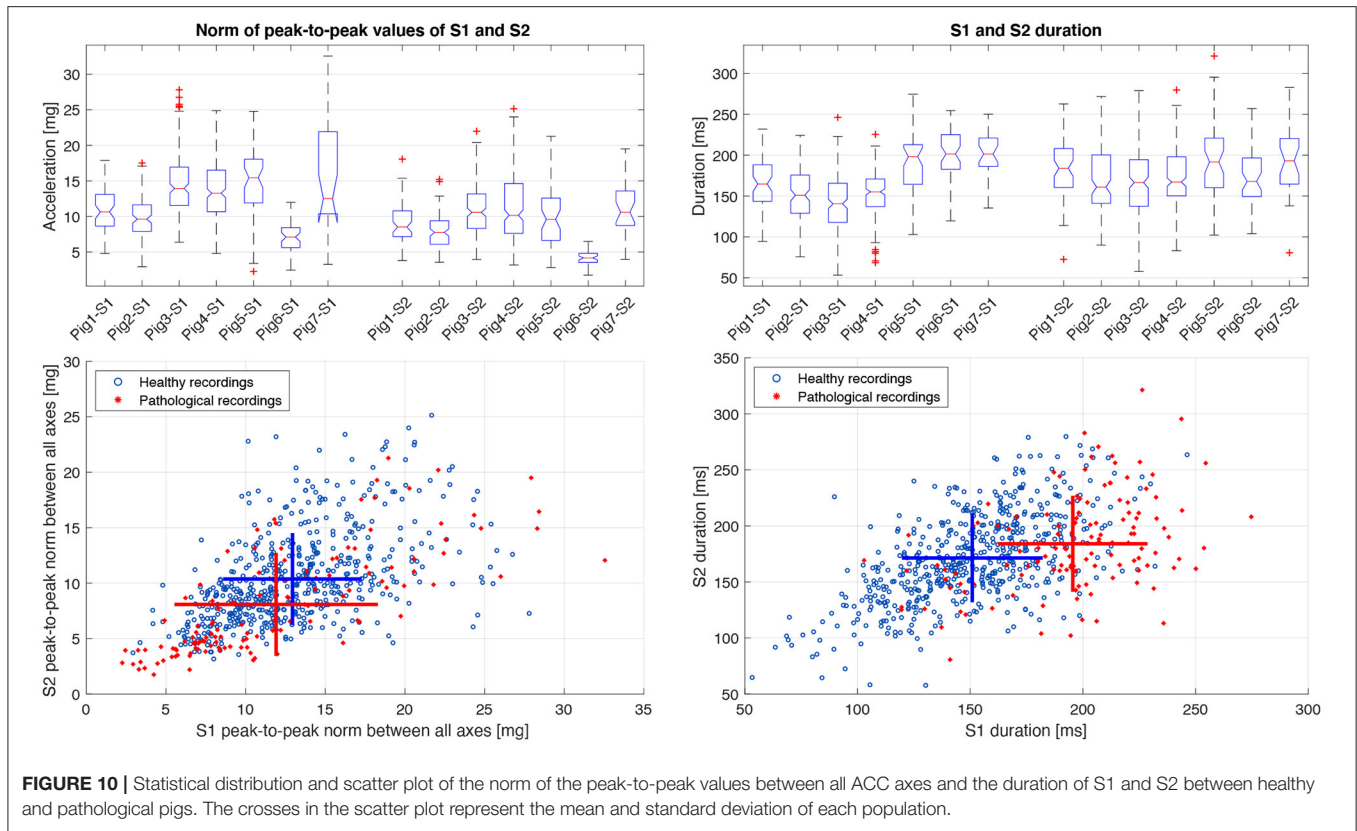 Norm of peak-to-peak values of S1 and S2
Acceleration [mg]
30
25
20
15
10
5
Pig1-S1
Pig2-S1
Pig3-S1
Pig4-S1
Pig5-S1
Pig6-S1
Pig7-S1
Pig1-S2
Pig2-S2
Pig3-S2
Pig4-S2
Pig5-S2
Pig6-S2
Pig7-S2
S1 and S2 duration
Duration [ms]
300
250
200
150
100
50
Pig1-S1
Pig2-S1
Pig3-S1
Pig4-S1
Pig5-S1
Pig6-S1
Pig7-S1
Pig1-S2
Pig2-S2
Pig3-S2
Pig4-S2
Pig5-S2
Pig6-S2
Pig7-S2
S2 peak-to-peak norm between all axes [mg]
30
25
20
15
10
5
0
Healthy recordings
Pathological recordings
0 5 10 15 20 25 30 35
S1 peak-to-peak norm between all axes [mg]
S2 duration [ms]
350
300
250
200
150
100
50
Healthy recordings
Pathological recordings
50 100 150 200 250 300
S1 duration [ms]
FIGURE 10 | Statistical distribution and scatter plot of the norm of the peak-to-peak values between all ACC axes and the duration of S1 and S2 between healthy
and pathological pigs. The crosses in the scatter plot represent the mean and standard deviation of each population.